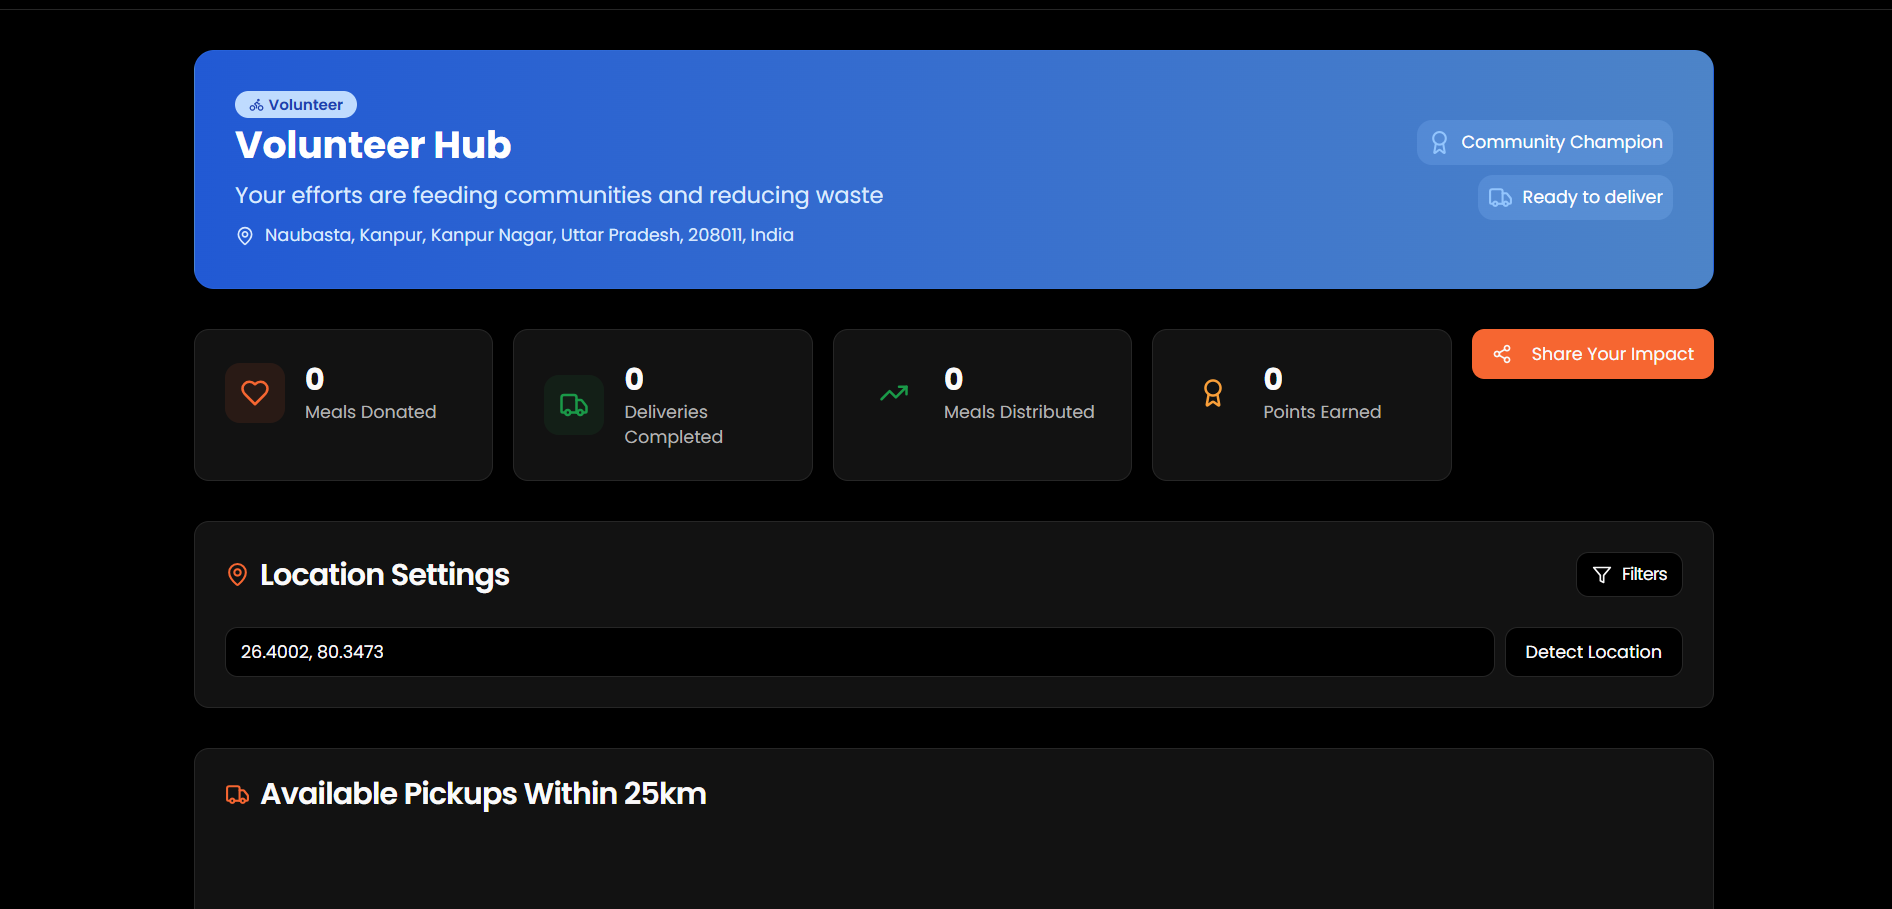 Volunteer
Volunteer Hub
Your efforts are feeding communities and reducing waste
Naubasta, Kanpur, Kanpur Nagar, Uttar Pradesh, 208011, India
Community Champion
Ready to deliver
0
Meals Donated
0
Deliveries
Completed
0
Meals Distributed
0
Points Earned
Share Your Impact
Location Settings
Filters
26.4002, 80.3473
Detect Location
Available Pickups Within 25km